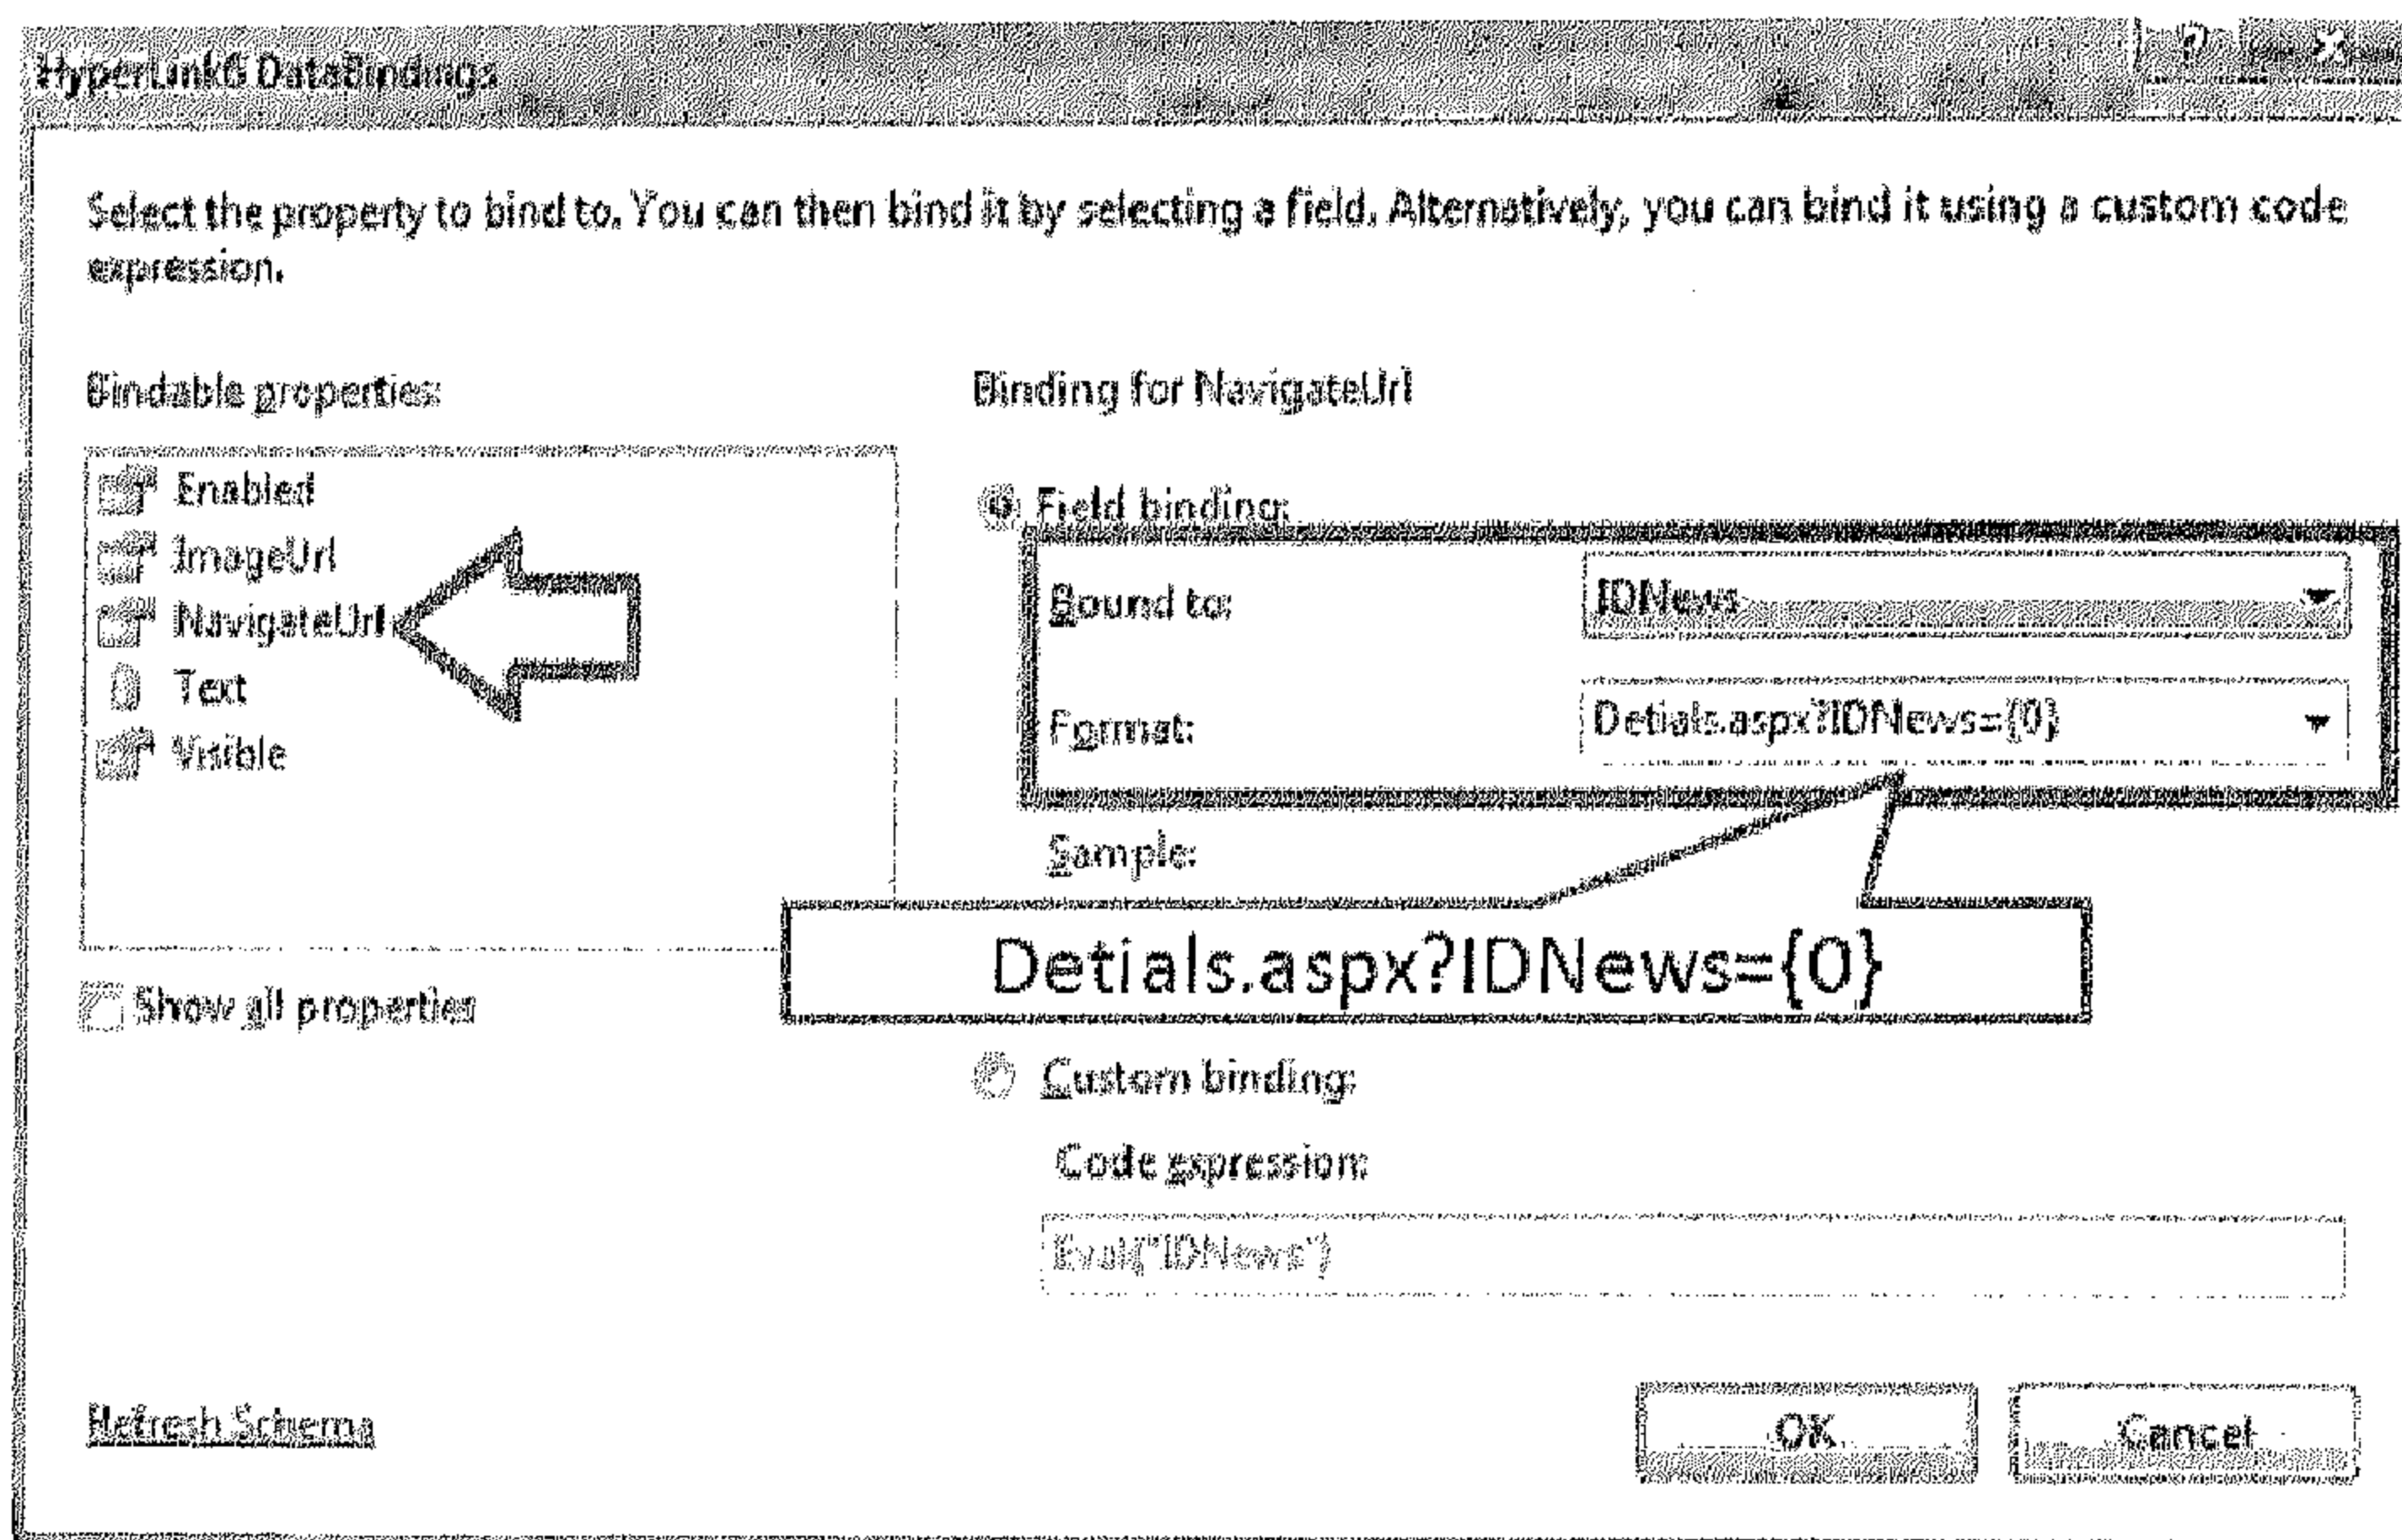 HyperLink6 DataBindings
Select the property to bind to. You can then bind it by selecting a field. Alternatively, you can bind it using a custom code
expression.
Bindable properties:
Enabled
ImageUrl
NavigateUrl
Text
Visible
Show all properties
Binding for NavigateUrl
Field binding:
Bound to: IDNews
Format: Detials.aspx?IDNews={0}
Sample:
Detials.aspx?IDNews={0}
Custom binding:
Code expression:
Eval("IDNews")
Refresh Schema
OK Cancel